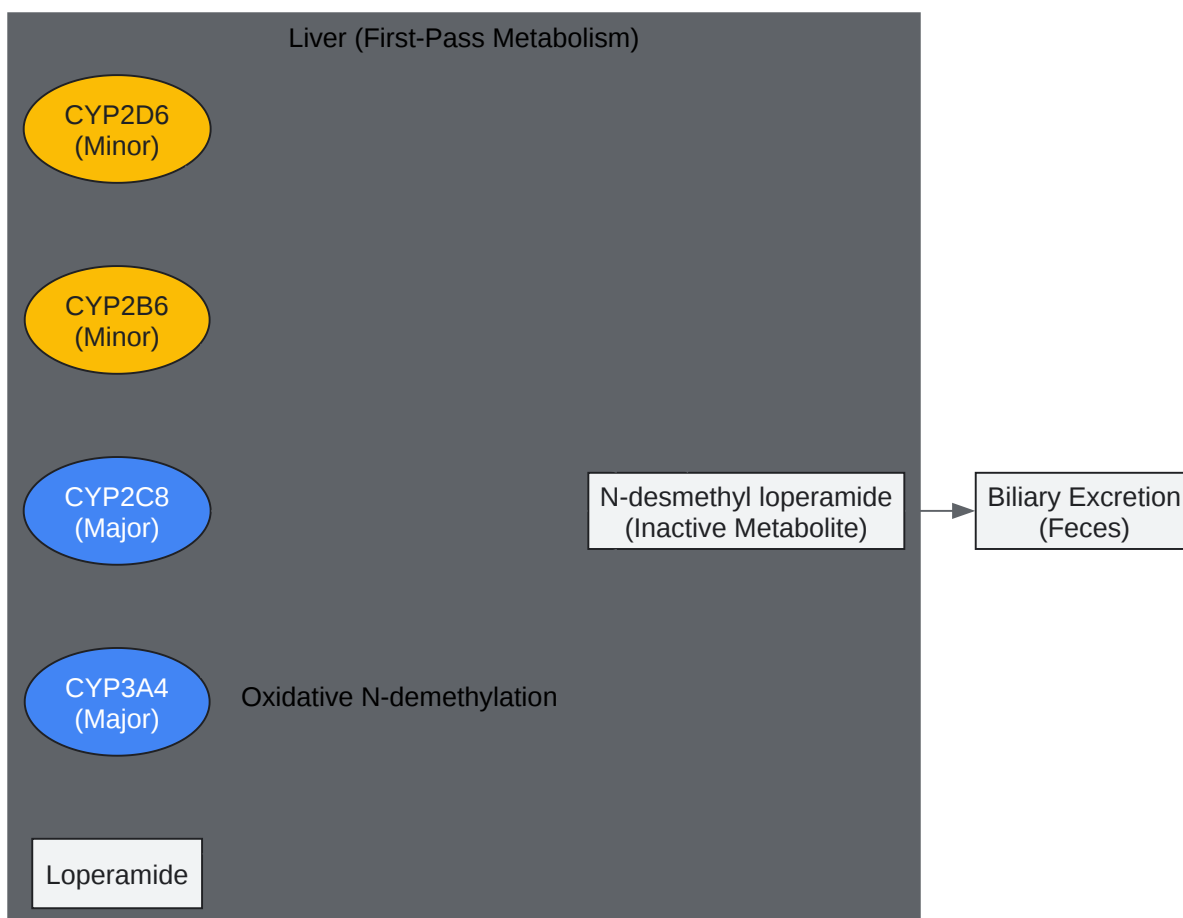 Liver (First-Pass Metabolism)
CYP2D6
(Minor)
CYP2B6
(Minor)
CYP2C8
(Major)
N-desmethyl loperamide
(Inactive Metabolite)
Biliary Excretion
(Feces)
CYP3A4
(Major)
Oxidative N-demethylation
Loperamide